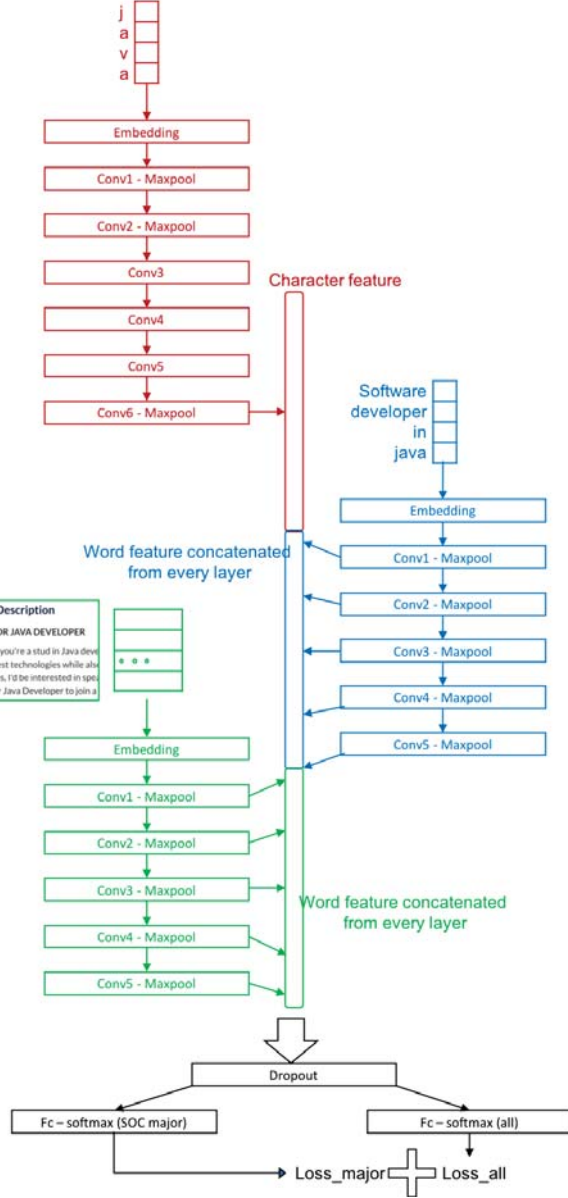 j
a
v
a
Embedding
Conv1 - Maxpool
Conv2 - Maxpool
Conv3
Conv4
Conv5
Conv6 - Maxpool
Character feature
Software
developer
in
java
Embedding
Conv1 - Maxpool
Conv2 - Maxpool
Conv3 - Maxpool
Conv4 - Maxpool
Conv5 - Maxpool
Word feature concatenated
from every layer
Description
OR JAVA DEVELOPER
you're a stud in Java deve
est technologies while also
s, I'd be interested in spea
Java Developer to join a
Embedding
Conv1 - Maxpool
Conv2 - Maxpool
Conv3 - Maxpool
Conv4 - Maxpool
Conv5 - Maxpool
Word feature concatenated
from every layer
Dropout
Fc – softmax (SOC major)
Fc – softmax (all)
Loss_major
Loss_all